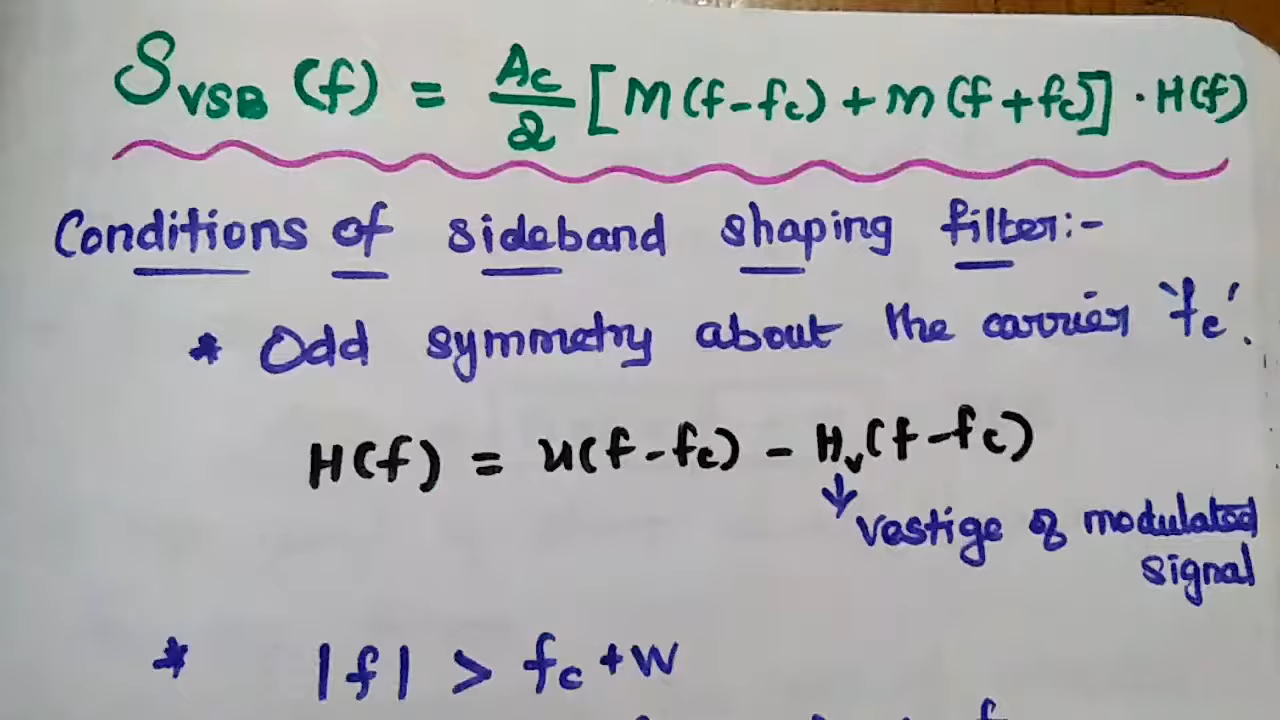 S_VSB (f) = Ac/2 [M(f-fc) + M(f+fc)] · H(f)
Conditions of sideband shaping filter:-
* Odd symmetry about the carrier 'fc'.
H(f) = u(f-fc) - Hv(f-fc)
↓
Vestige of modulated
signal
* |f| > fc + W